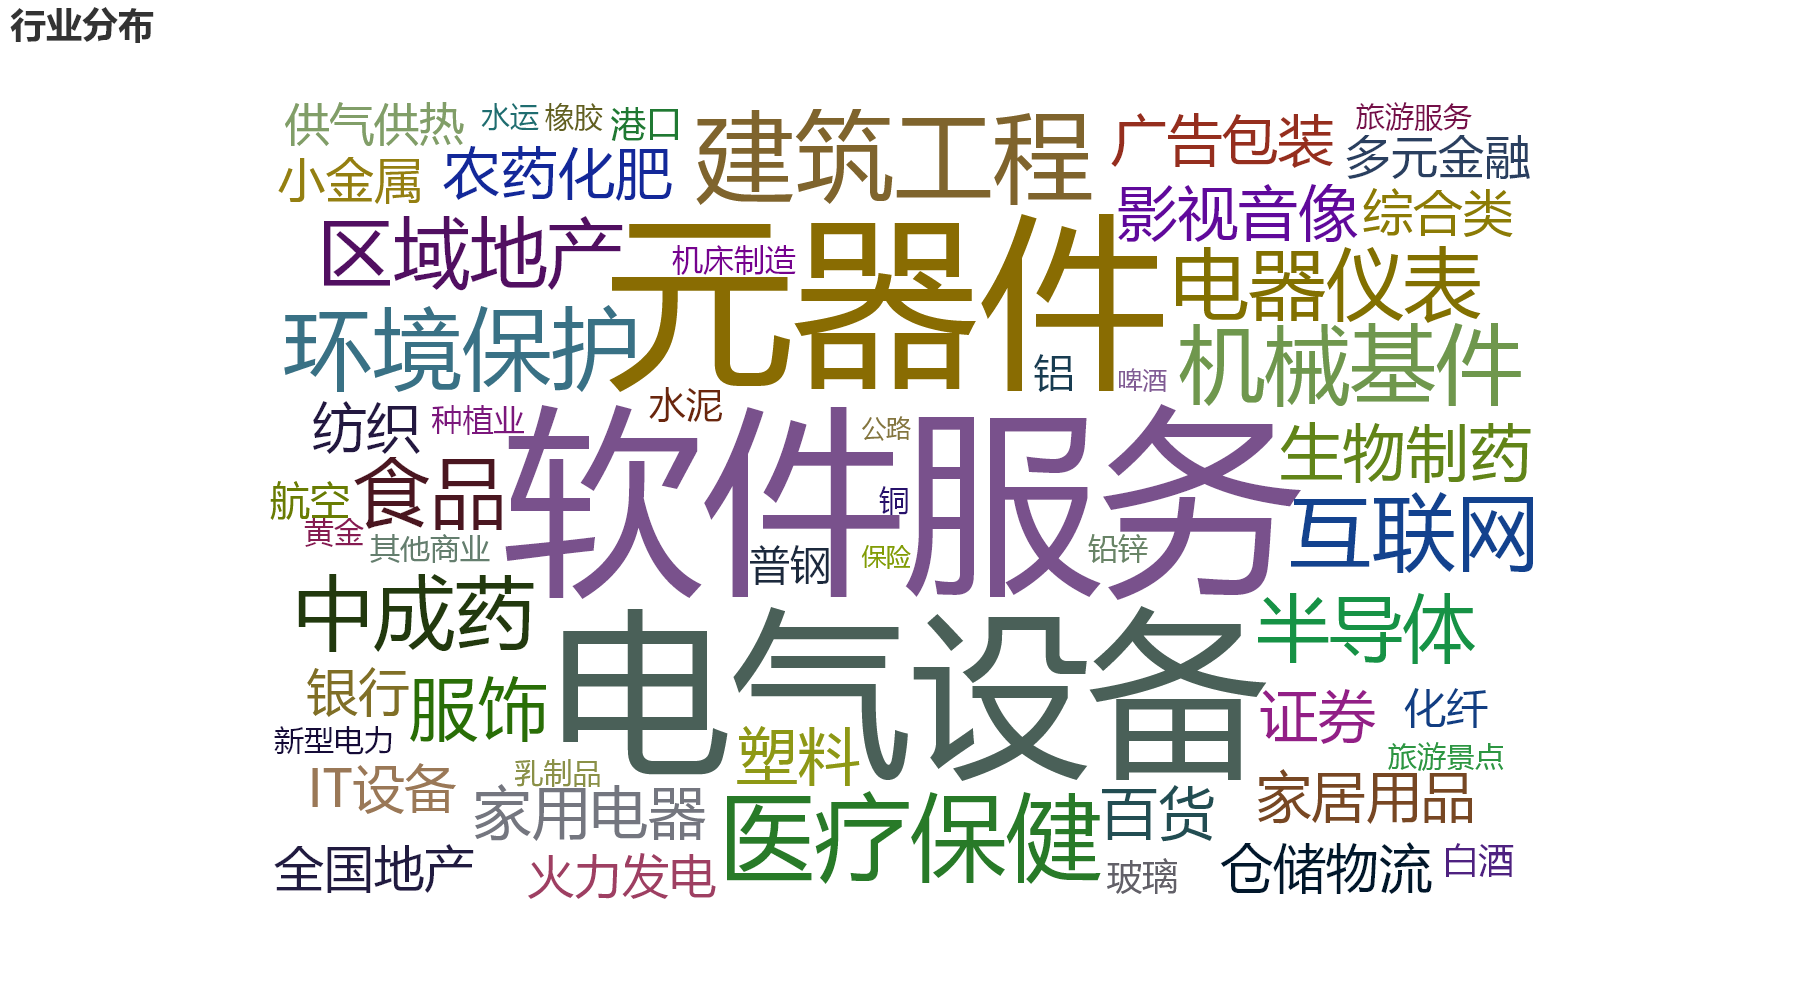 行业分布
供气供热
水运
橡胶
港口
建筑工程
广告包装
旅游服务
多元金融
小金属
农药化肥
影视音像
综合类
区域地产
机床制造
元器件
电器仪表
环境保护
铝
啤酒
机械基件
纺织
种植业
水泥
公路
生物制药
航空
食品
软件服务
铜
互联网
黄金
其他商业
普钢
保险
铅锌
中成药
电气设备
半导体
银行
服饰
证券
化纤
新型电力
塑料
旅游景点
IT设备
乳制品
家用电器
医疗保健
百货
家居用品
全国地产
火力发电
玻璃
仓储物流
白酒